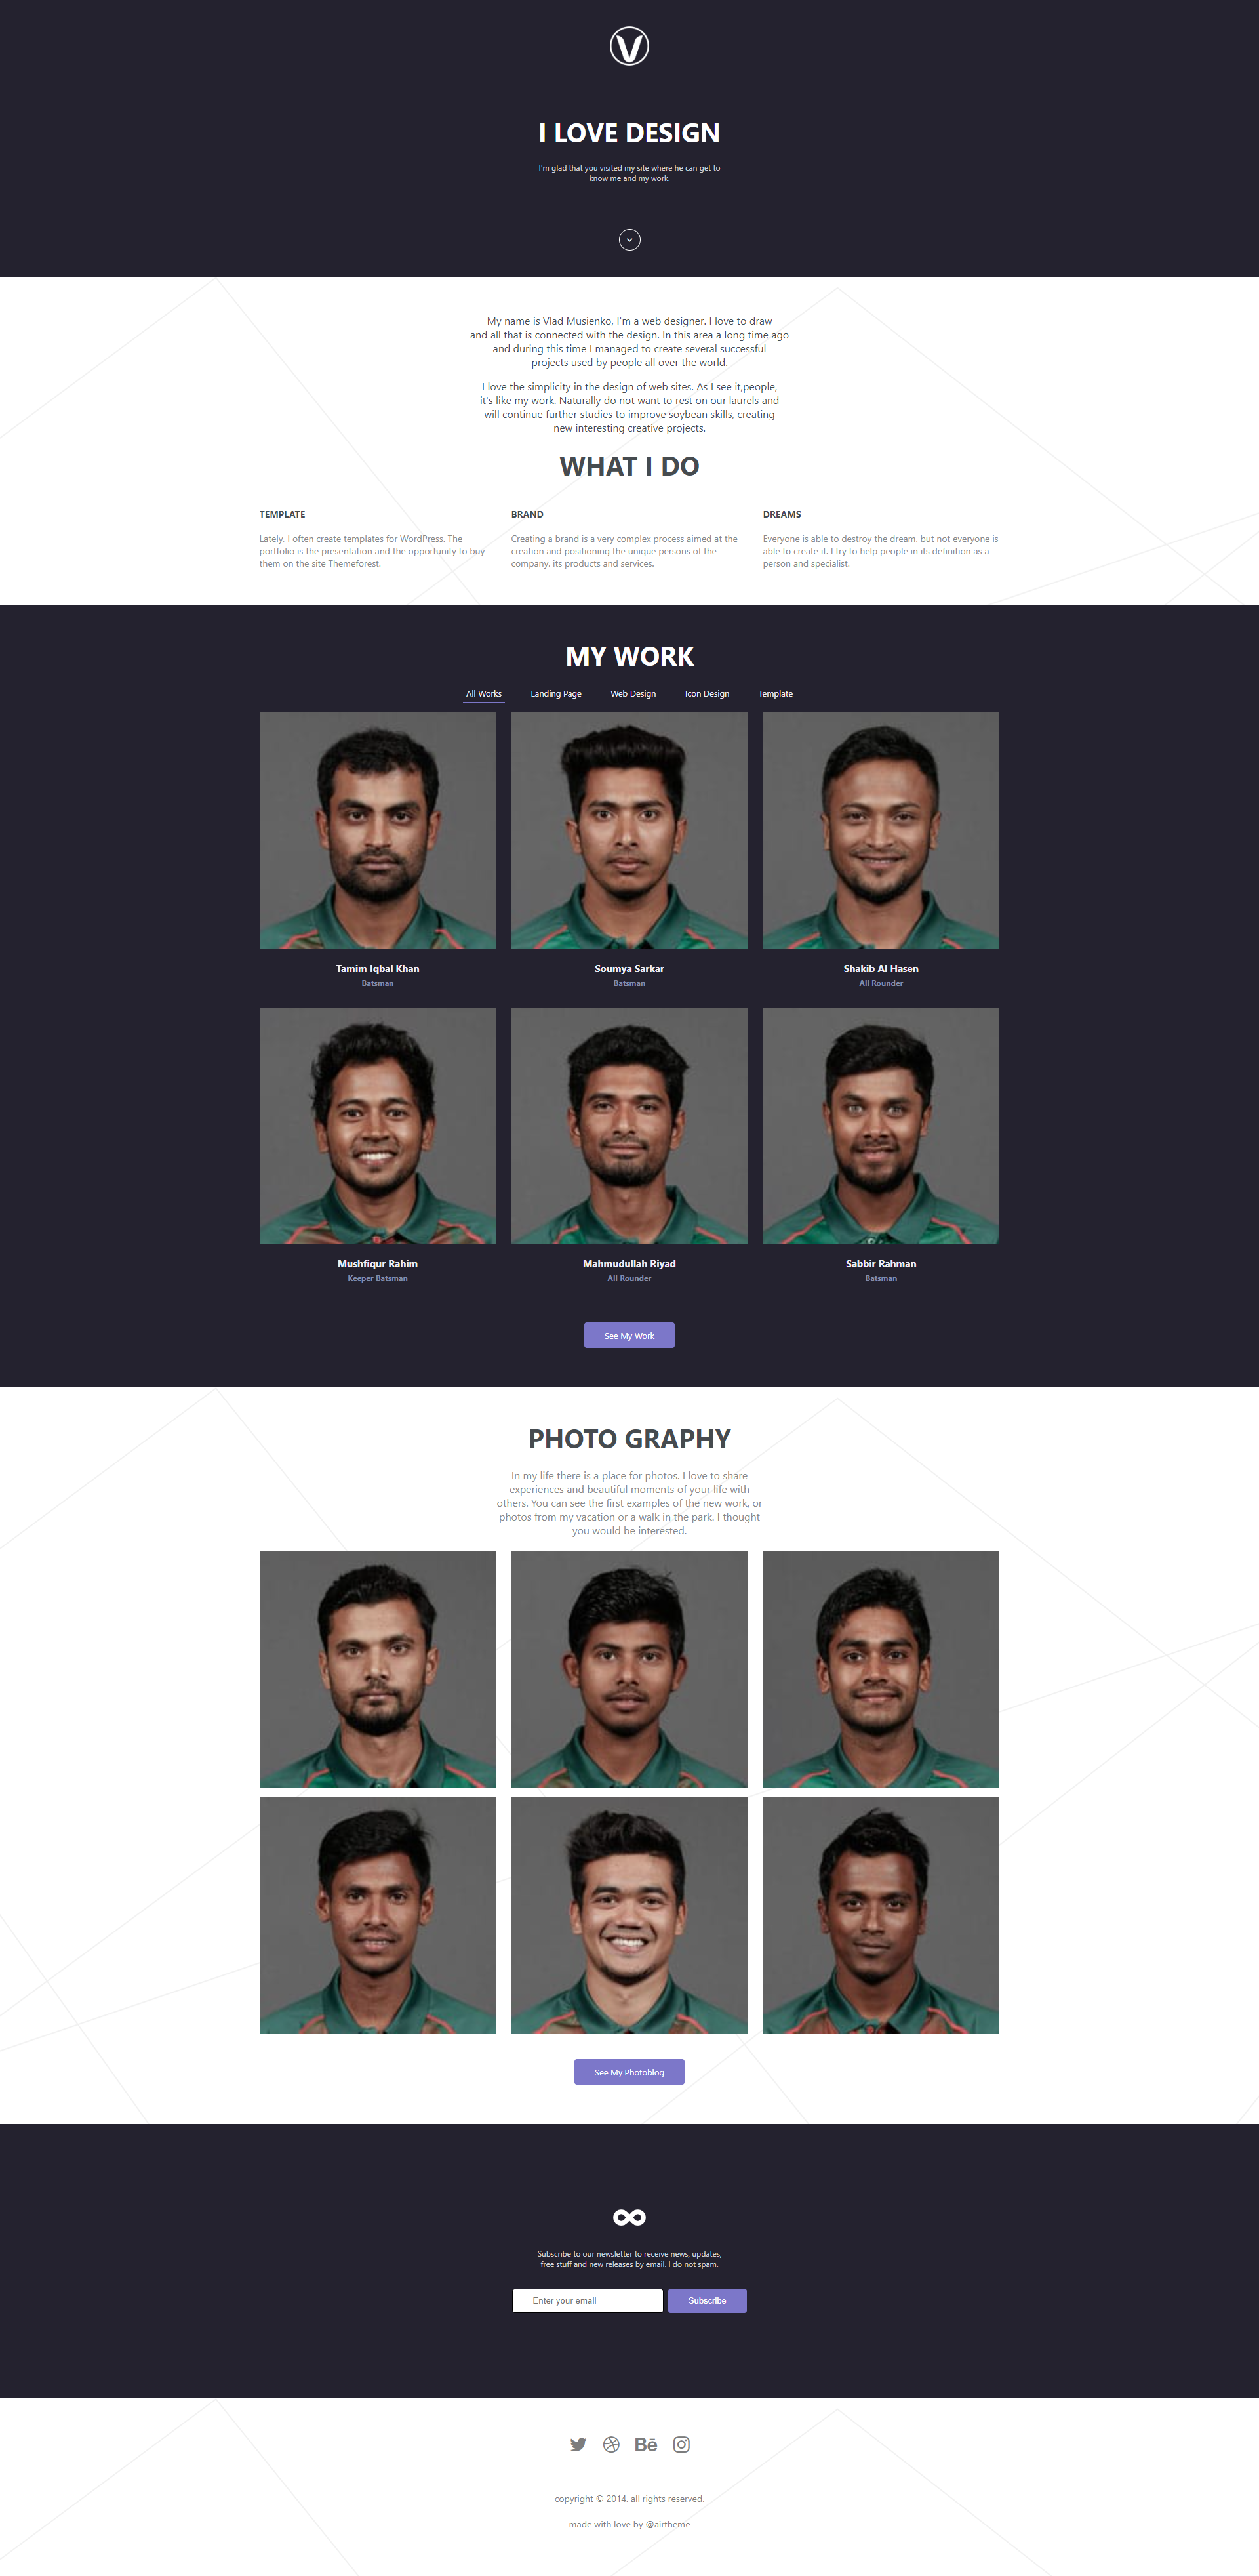 I LOVE DESIGN
I'm glad that you visited my site where he can get to
know me and my work.
My name is Vlad Musienko, I'm a web designer. I love to draw
and all that is connected with the design. In this area a long time ago
and during this time I managed to create several successful
projects used by people all over the world.
I love the simplicity in the design of web sites. As I see it,people,
it's like my work. Naturally do not want to rest on our laurels and
will continue further studies to improve soybean skills, creating
new interesting creative projects.
WHAT I DO
TEMPLATE
Lately, I often create templates for WordPress. The
portfolio is the presentation and the opportunity to buy
them on the site Themeforest.
BRAND
Creating a brand is a very complex process aimed at the
creation and positioning the unique persons of the
company, its products and services.
DREAMS
Everyone is able to destroy the dream, but not everyone is
able to create it. I try to help people in its definition as a
person and specialist.
MY WORK
All Works Landing Page Web Design Icon Design Template
Tamim Iqbal Khan
Batsman
Soumya Sarkar
Batsman
Shakib Al Hasen
All Rounder
Mushfiqur Rahim
Keeper Batsman
Mahmudullah Riyad
All Rounder
Sabbir Rahman
Batsman
See My Work
PHOTO GRAPHY
In my life there is a place for photos. I love to share
experiences and beautiful moments of your life with
others. You can see the first examples of the new work, or
photos from my vacation or a walk in the park. I thought
you would be interested.
See My Photoblog
Subscribe to our newsletter to receive news, updates,
free stuff and new releases by email. I do not spam.
Enter your email
Subscribe
Bē
copyright © 2014. all rights reserved.
made with love by @airtheme